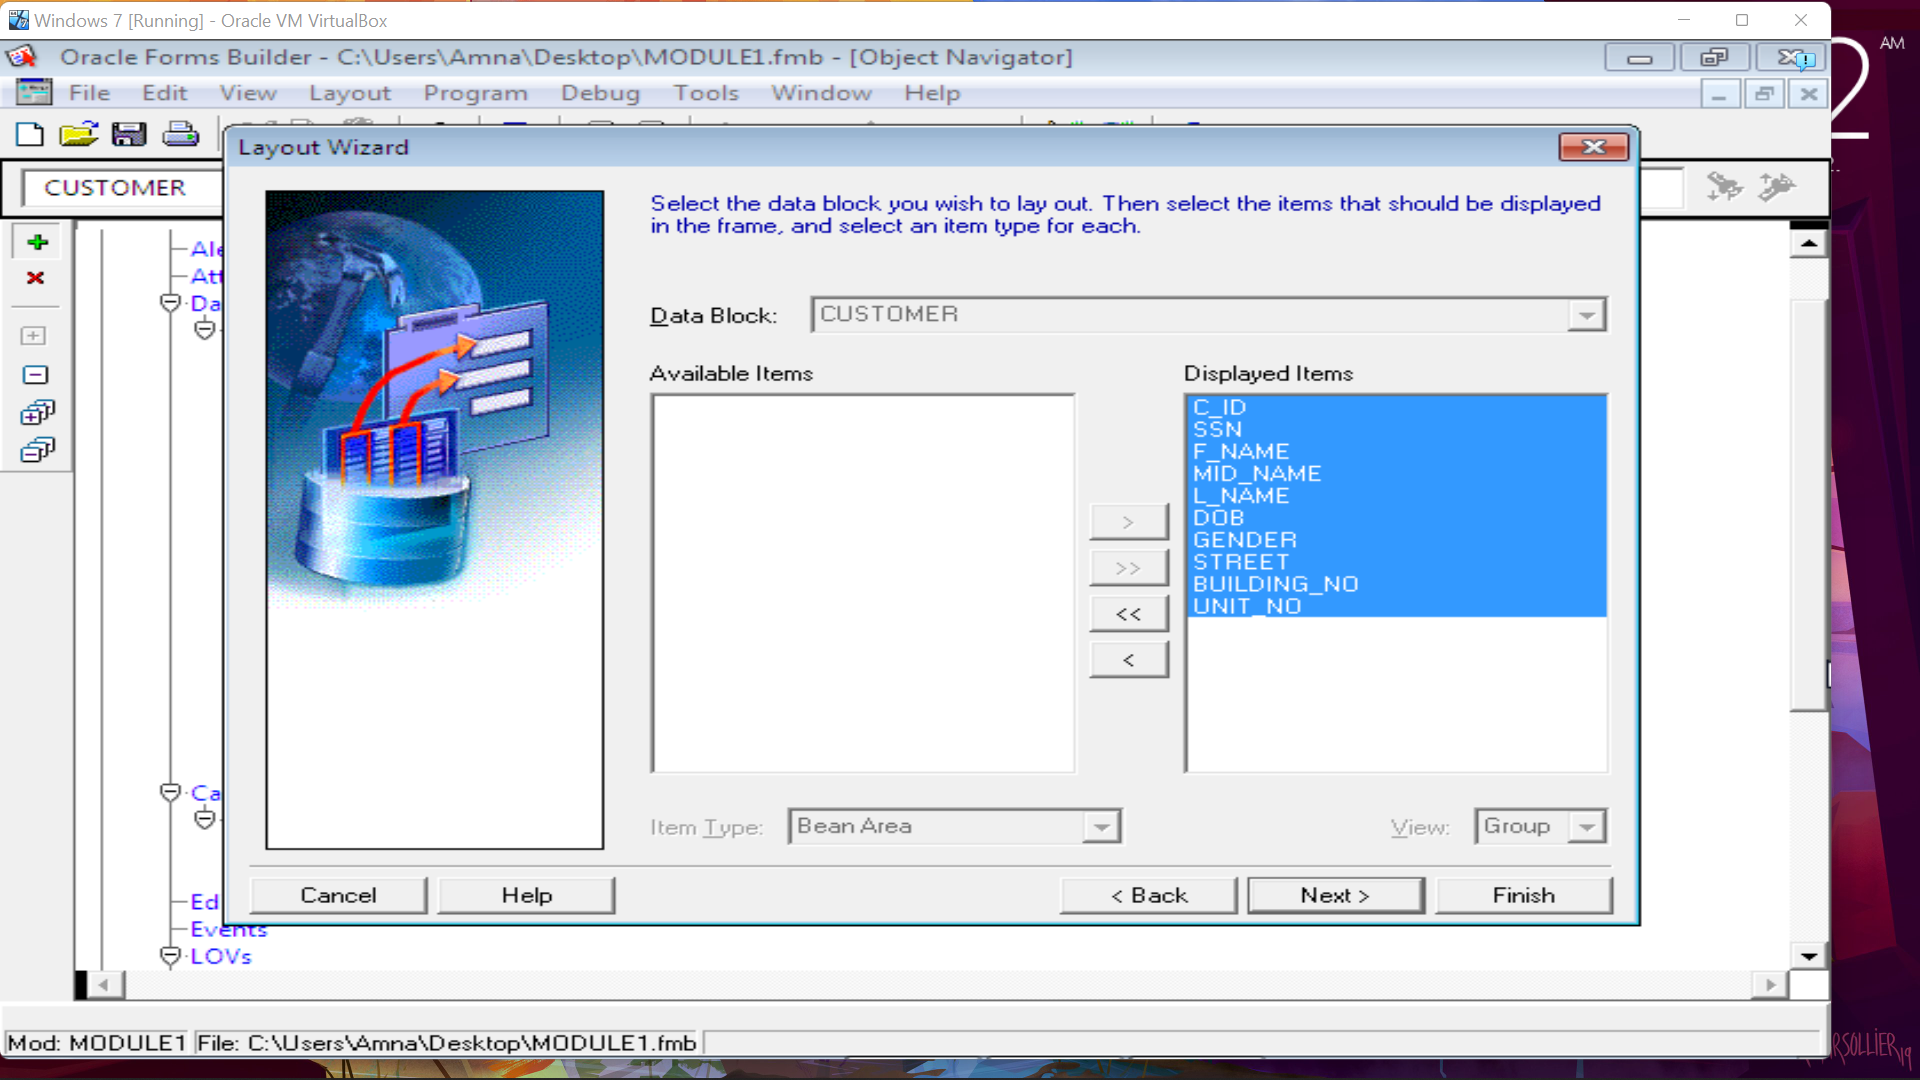 Windows 7 [Running] - Oracle VM VirtualBox
AM
Oracle Forms Builder - C:\Users\Amna\Desktop\MODULE1.fmb - [Object Navigator]
File Edit View Layout Program Debug Tools Window Help
2
Layout Wizard
CUSTOMER
Select the data block you wish to lay out. Then select the items that should be displayed
in the frame, and select an item type for each.
Data Block: CUSTOMER
Available Items
Displayed Items
C_ID
SSN
F_NAME
MID_NAME
L_NAME
DOB
GENDER
STREET
BUILDING_NO
UNIT_NO
>
>>
<<
<
Item Type: Bean Area
View: Group
Cancel Help < Back Next > Finish
Ale
Att
Da
Ca
Ed
Events
LOVs
Mod: MODULE1 File: C:\Users\Amna\Desktop\MODULE1.fmb